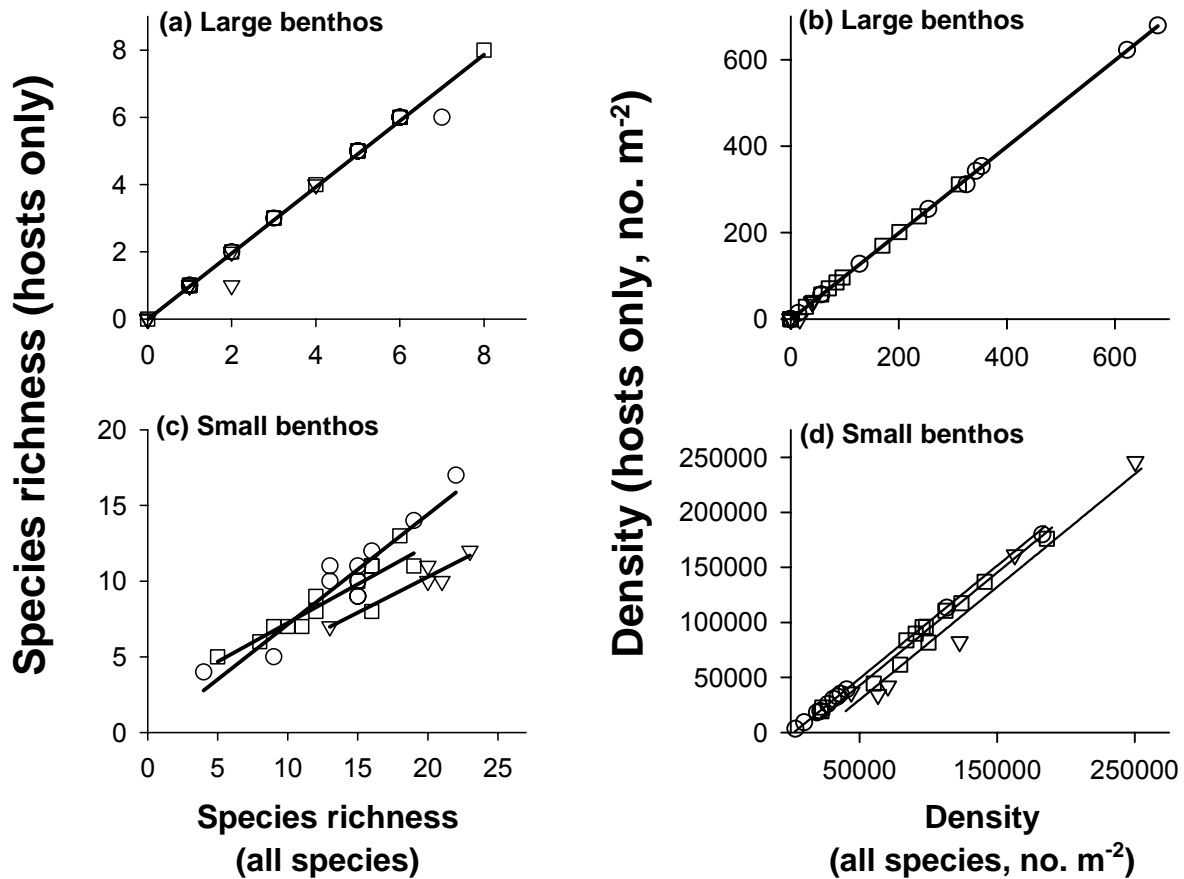 Species richness (hosts only)
(a) Large benthos
8
6
4
2
0
0 2 4 6 8
Density (hosts only, no. m-2)
(b) Large benthos
600
400
200
0
0 200 400 600
(c) Small benthos
20
15
10
5
0
0 5 10 15 20 25
Species richness
(all species)
(d) Small benthos
250000
200000
150000
100000
50000
0
50000 150000 250000
Density
(all species, no. m-2)